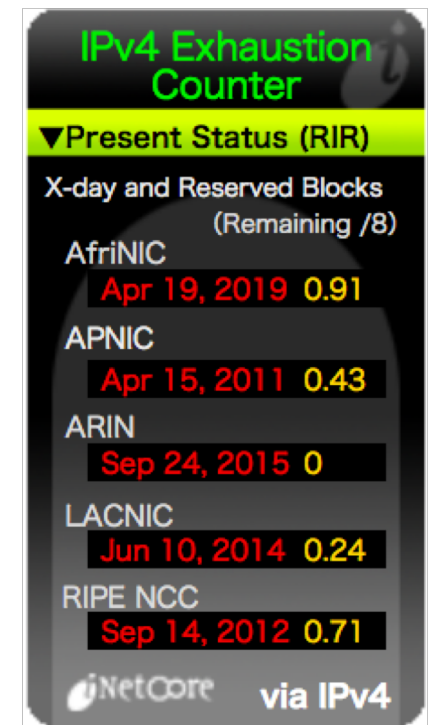 IPv4 Exhaustion
Counter
▼Present Status (RIR)
X-day and Reserved Blocks
(Remaining /8)
AfriNIC
Apr 19, 2019 0.91
APNIC
Apr 15, 2011 0.43
ARIN
Sep 24, 2015 0
LACNIC
Jun 10, 2014 0.24
RIPE NCC
Sep 14, 2012 0.71
iNetCore via IPv4